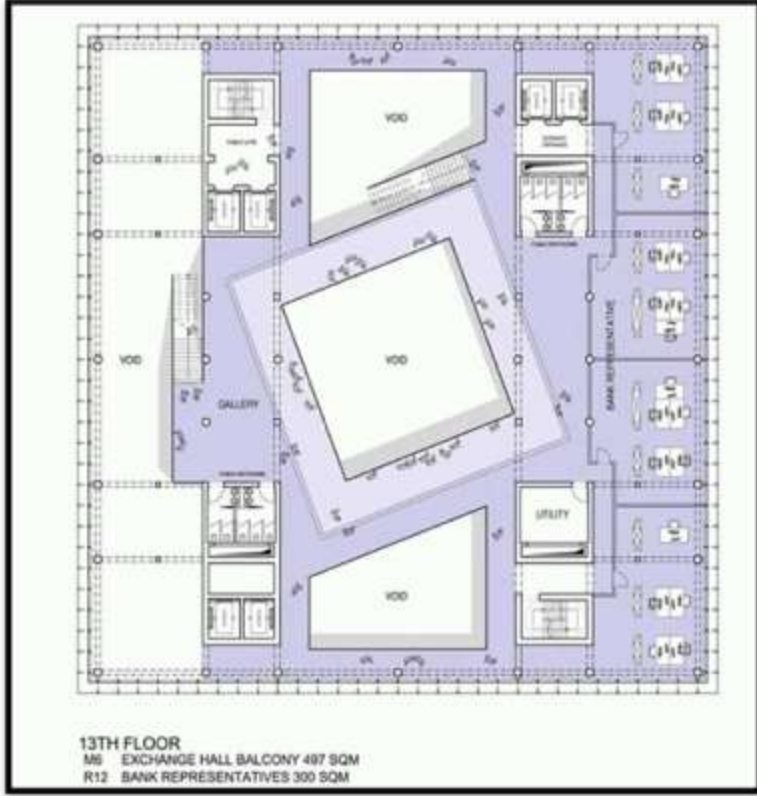 VOID
VOID
VOID
GALLERY
BANK REPRESENTATIVE
UTILITY
VOID
13TH FLOOR
M6 EXCHANGE HALL BALCONY 497 SQM
R12 BANK REPRESENTATIVES 300 SQM